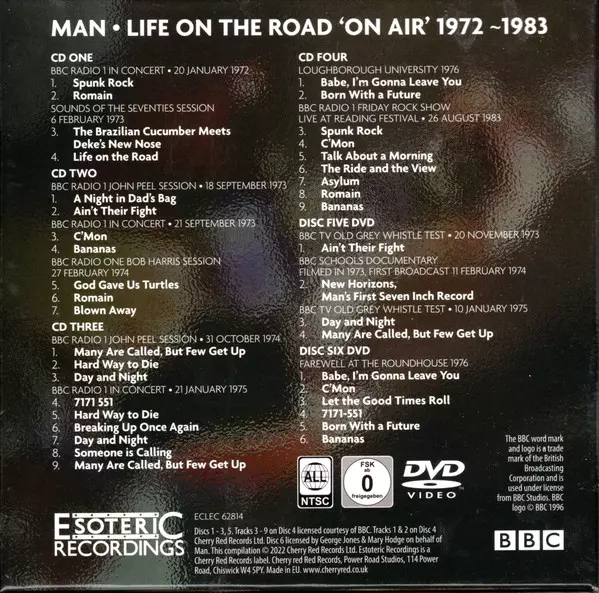 MAN • LIFE ON THE ROAD ‘ON AIR’ 1972 ~1983
CD ONE
BBC RADIO 1 IN CONCERT • 20 JANUARY 1972
1. Spunk Rock
2. Romain
SOUNDS OF THE SEVENTIES SESSION
6 FEBRUARY 1973
3. The Brazilian Cucumber Meets
Deke's New Nose
4. Life on the Road
CD TWO
BBC RADIO 1 JOHN PEEL SESSION • 18 SEPTEMBER 1973
1. A Night in Dad's Bag
2. Ain't Their Fight
BBC RADIO 1 IN CONCERT • 21 SEPTEMBER 1973
3. C'Mon
4. Bananas
BBC RADIO ONE BOB HARRIS SESSION
27 FEBRUARY 1974
5. God Gave Us Turtles
6. Romain
7. Blown Away
CD THREE
BBC RADIO 1 JOHN PEEL SESSION • 31 OCTOBER 1974
1. Many Are Called, But Few Get Up
2. Hard Way to Die
3. Day and Night
BBC RADIO 1 IN CONCERT • 21 JANUARY 1975
4. 7171 551
5. Hard Way to Die
6. Breaking Up Once Again
7. Day and Night
8. Someone is Calling
9. Many Are Called, But Few Get Up
CD FOUR
LOUGHBOROUGH UNIVERSITY 1976
1. Babe, I'm Gonna Leave You
2. Born With a Future
BBC RADIO 1 FRIDAY ROCK SHOW
LIVE AT READING FESTIVAL • 26 AUGUST 1983
3. Spunk Rock
4. C'Mon
5. Talk About a Morning
6. The Ride and the View
7. Asylum
8. Romain
9. Bananas
DISC FIVE DVD
BBC TV OLD GREY WHISTLE TEST • 20 NOVEMBER 1973
1. Ain't Their Fight
BBC SCHOOLS DOCUMENTARY
FILMED IN 1973, FIRST BROADCAST 11 FEBRUARY 1974
2. New Horizons,
Man's First Seven Inch Record
BBC TV OLD GREY WHISTLE TEST • 10 JANUARY 1975
3. Day and Night
4. Many Are Called, But Few Get Up
DISC SIX DVD
FAREWELL AT THE ROUNDHOUSE 1976
1. Babe, I'm Gonna Leave You
2. C'Mon
3. Let the Good Times Roll
4. 7171-551
5. Born With a Future
6. Bananas
The BBC word mark
and logo is a trade
mark of the British
Broadcasting
Corporation and is
used under license
from BBC Studios. BBC
logo © BBC 1996
ALL
NTSC
FSK
ab
0
freigegeben
DVD
VIDEO
ESOTERIC
RECORDINGS
ECLEC 62814
Discs 1 - 3, 5. Tracks 3 - 9 on Disc 4 licensed courtesy of BBC. Tracks 1 & 2 on Disc 4
Cherry Red Records Ltd. Disc 6 licensed by George Jones & Mary Hodge on behalf
of Man. This compilation © 2022 Cherry Red Records Ltd. Estoteric Recordings is a
Cherry Red Records label. Cherry Red Records, Power Road Studios, 114 Power
Road, Chiswick W4 5PY. Made in EU. www.cherryred.co.uk
BBC